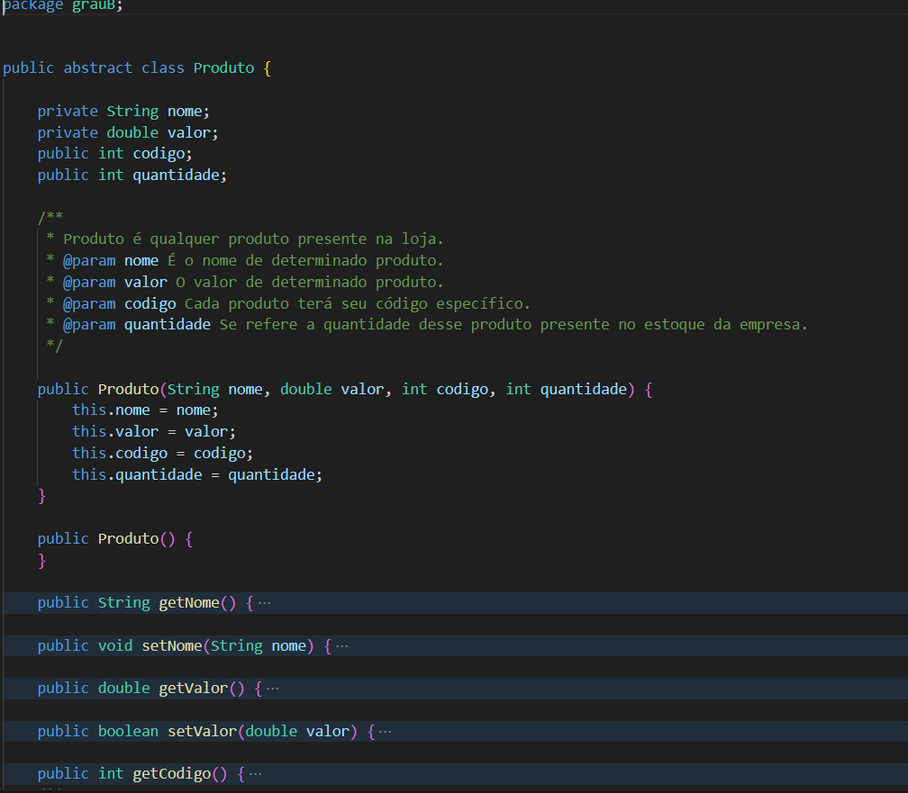 package grauB;
public abstract class Produto {
private String nome;
private double valor;
public int codigo;
public int quantidade;
/**
* Produto é qualquer produto presente na loja.
* @param nome É o nome de determinado produto.
* @param valor O valor de determinado produto.
* @param codigo Cada produto terá seu código específico.
* @param quantidade Se refere a quantidade desse produto presente no estoque da empresa.
*/
public Produto(String nome, double valor, int codigo, int quantidade) {
this.nome = nome;
this.valor = valor;
this.codigo = codigo;
this.quantidade = quantidade;
}
public Produto() {
}
public String getNome() { ···
public void setNome(String nome) { ···
public double getValor() { ···
public boolean setValor(double valor) { ···
public int getCodigo() { ···